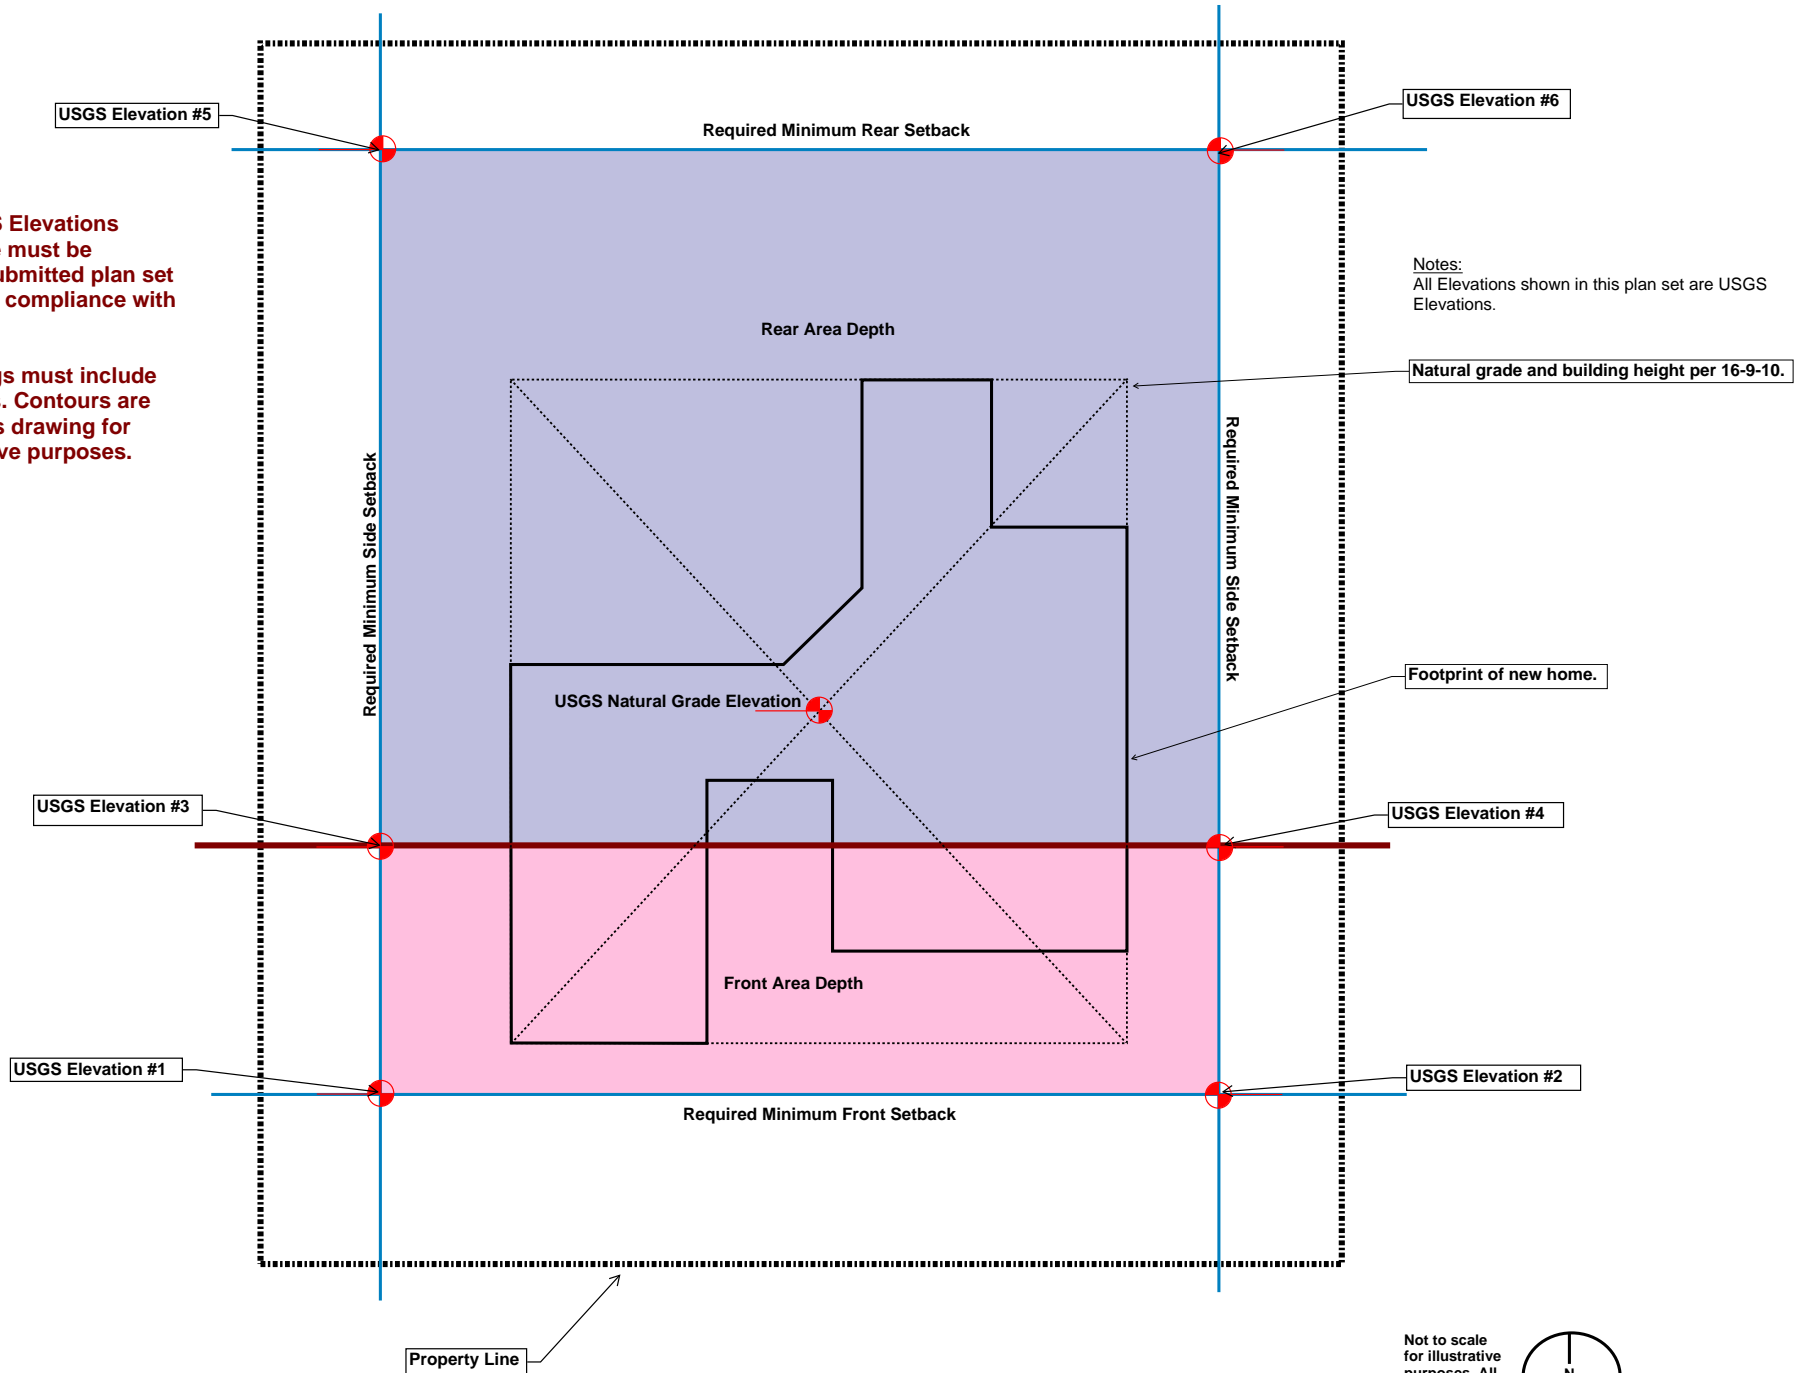 USGS Elevation #5
USGS Elevation #6
Required Minimum Rear Setback
Elevations
must be
submitted plan set
compliance with
must include
Contours are
drawing for
purposes.
Notes:
All Elevations shown in this plan set are USGS
Elevations.
Rear Area Depth
Natural grade and building height per 16-9-10.
Required Minimum Side Setback
Required Minimum Side Setback
Footprint of new home.
USGS Natural Grade Elevation
USGS Elevation #3
USGS Elevation #4
Front Area Depth
USGS Elevation #1
USGS Elevation #2
Required Minimum Front Setback
Property Line
Not to scale
for illustrative
purposes. All
N